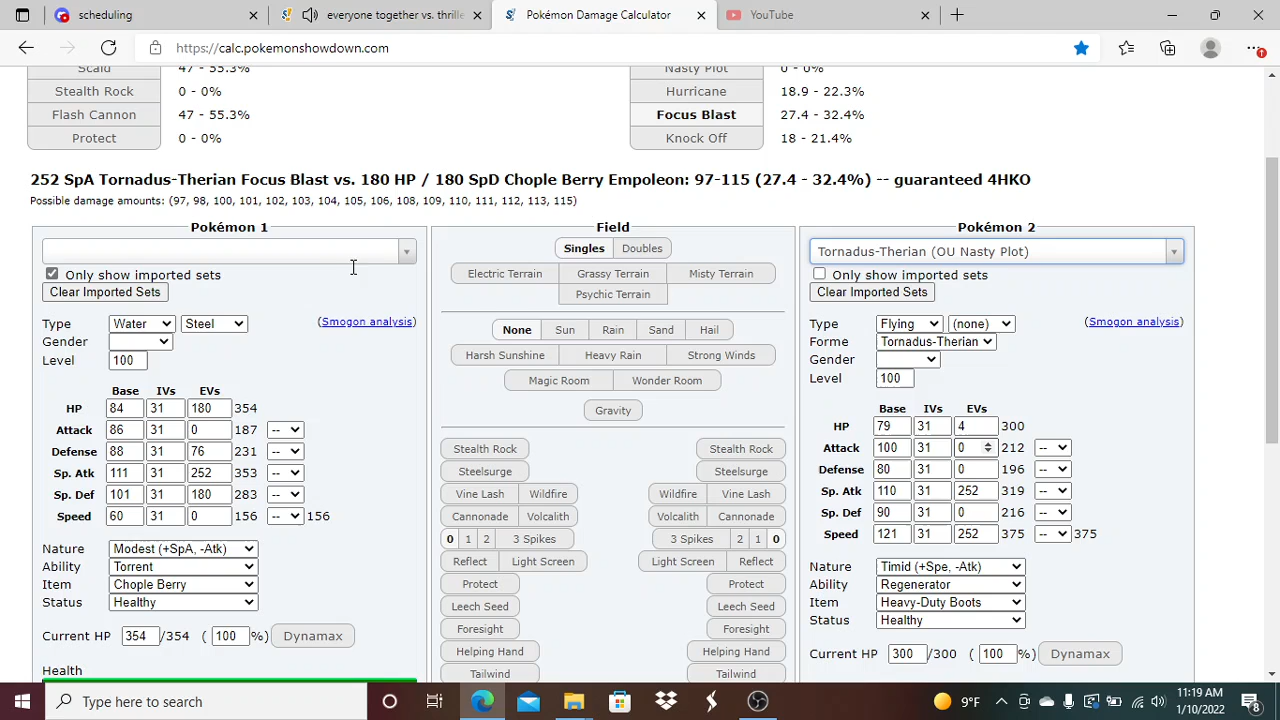 scheduling
everyone together vs. thrille
Pokémon Damage Calculator
YouTube
https://calc.pokemonshowdown.com
Scald 47 - 55.3%
Stealth Rock 0 - 0%
Flash Cannon 47 - 55.3%
Protect 0 - 0%
Nasty Plot 0 - 0%
Hurricane 18.9 - 22.3%
Focus Blast 27.4 - 32.4%
Knock Off 18 - 21.4%
252 SpA Tornadus-Therian Focus Blast vs. 180 HP / 180 SpD Chople Berry Empoleon: 97-115 (27.4 - 32.4%) -- guaranteed 4HKO
Possible damage amounts: (97, 98, 100, 101, 102, 103, 104, 105, 106, 108, 109, 110, 111, 112, 113, 115)
Pokémon 1
Only show imported sets
Clear Imported Sets
Type Water Steel (Smogon analysis)
Gender
Level 100
Base IVs EVs
HP 84 31 180 354
Attack 86 31 0 187 --
Defense 88 31 76 231 --
Sp. Atk 111 31 252 353 --
Sp. Def 101 31 180 283 --
Speed 60 31 0 156 -- 156
Nature Modest (+SpA, -Atk)
Ability Torrent
Item Chople Berry
Status Healthy
Current HP 354 /354 ( 100 %) Dynamax
Health
Field
Singles Doubles
Electric Terrain Grassy Terrain Misty Terrain
Psychic Terrain
None Sun Rain Sand Hail
Harsh Sunshine Heavy Rain Strong Winds
Magic Room Wonder Room
Gravity
Stealth Rock Stealth Rock
Steelsurge Steelsurge
Vine Lash Wildfire Wildfire Vine Lash
Cannonade Volcalith Volcalith Cannonade
0 1 2 3 Spikes 3 Spikes 2 1 0
Reflect Light Screen Light Screen Reflect
Protect Protect
Leech Seed Leech Seed
Foresight Foresight
Helping Hand Helping Hand
Tailwind Tailwind
Pokémon 2
Tornadus-Therian (OU Nasty Plot)
Only show imported sets
Clear Imported Sets
Type Flying (none) (Smogon analysis)
Forme Tornadus-Therian
Gender
Level 100
Base IVs EVs
HP 79 31 4 300
Attack 100 31 0 212 --
Defense 80 31 0 196 --
Sp. Atk 110 31 252 319 --
Sp. Def 90 31 0 216 --
Speed 121 31 252 375 -- 375
Nature Timid (+Spe, -Atk)
Ability Regenerator
Item Heavy-Duty Boots
Status Healthy
Current HP 300 /300 ( 100 %) Dynamax
Type here to search
9°F
11:19 AM
1/10/2022
8